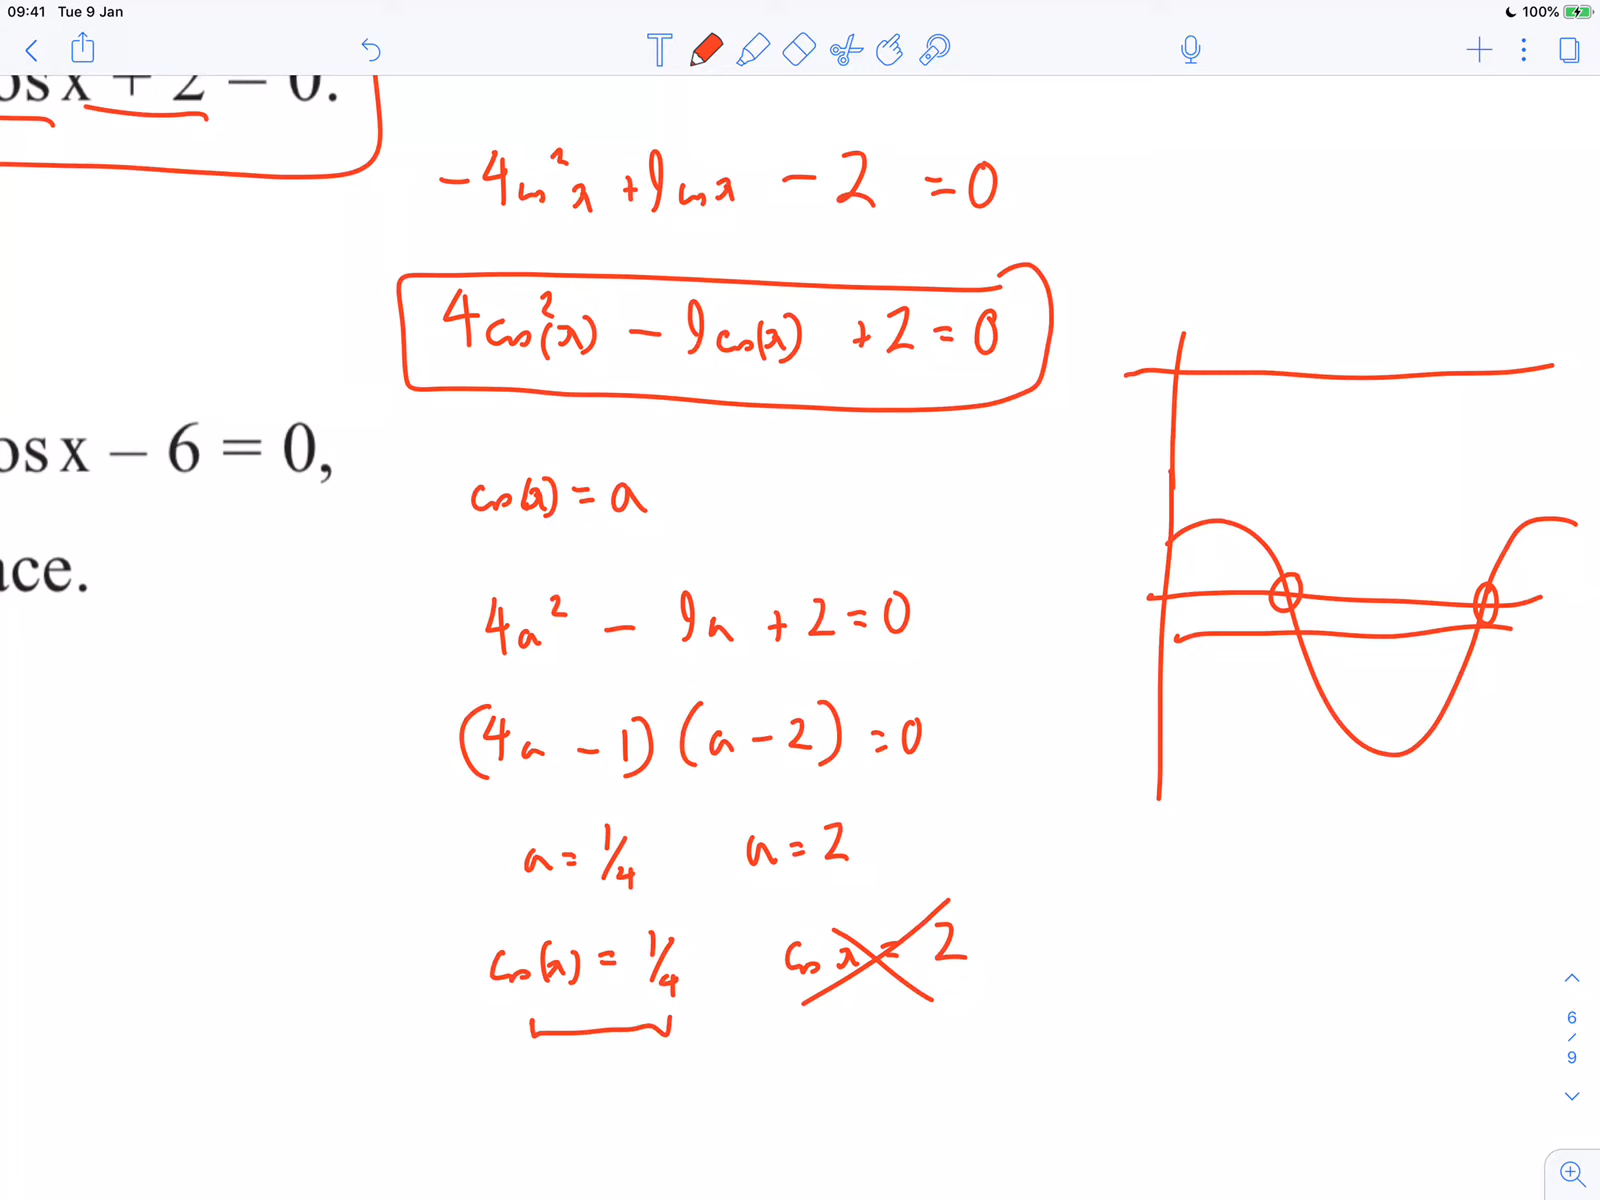 09:41 Tue 9 Jan 100%
os x + 2 = 0.
-4cos²x + 9cosx - 2 = 0
4cos²(x) - 9cos(x) + 2 = 0
os x – 6 = 0,
cos(x) = a
ace.
4a² - 9a + 2 = 0
(4a - 1)(a - 2) = 0
a = 1/4 a = 2
cos(x) = 1/4 cos x = 2
6
/
9